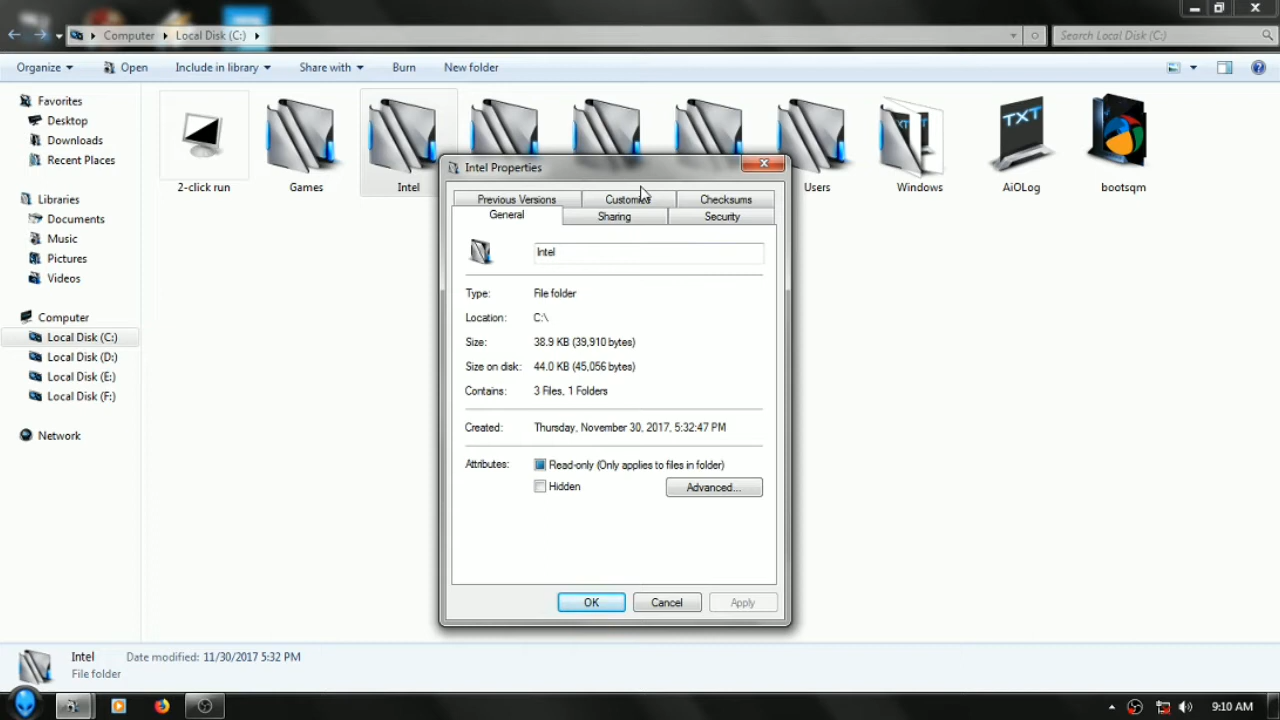 Computer Local Disk (C:) Search Local Disk (C:)
Organize Open Include in library Share with Burn New folder
Favorites
Desktop
Downloads
Recent Places
Libraries
Documents
Music
Pictures
Videos
Computer
Local Disk (C:)
Local Disk (D:)
Local Disk (E:)
Local Disk (F:)
Network
TXT TXT
2-click run Games Intel Users Windows AiOLog bootsqm
Intel Properties
Previous Versions Customize Checksums
General Sharing Security
Intel
Type: File folder
Location: C:\
Size: 38.9 KB (39,910 bytes)
Size on disk: 44.0 KB (45,056 bytes)
Contains: 3 Files, 1 Folders
Created: Thursday, November 30, 2017, 5:32:47 PM
Attributes: Read-only (Only applies to files in folder)
Hidden Advanced...
OK Cancel Apply
Intel Date modified: 11/30/2017 5:32 PM
File folder
9:10 AM